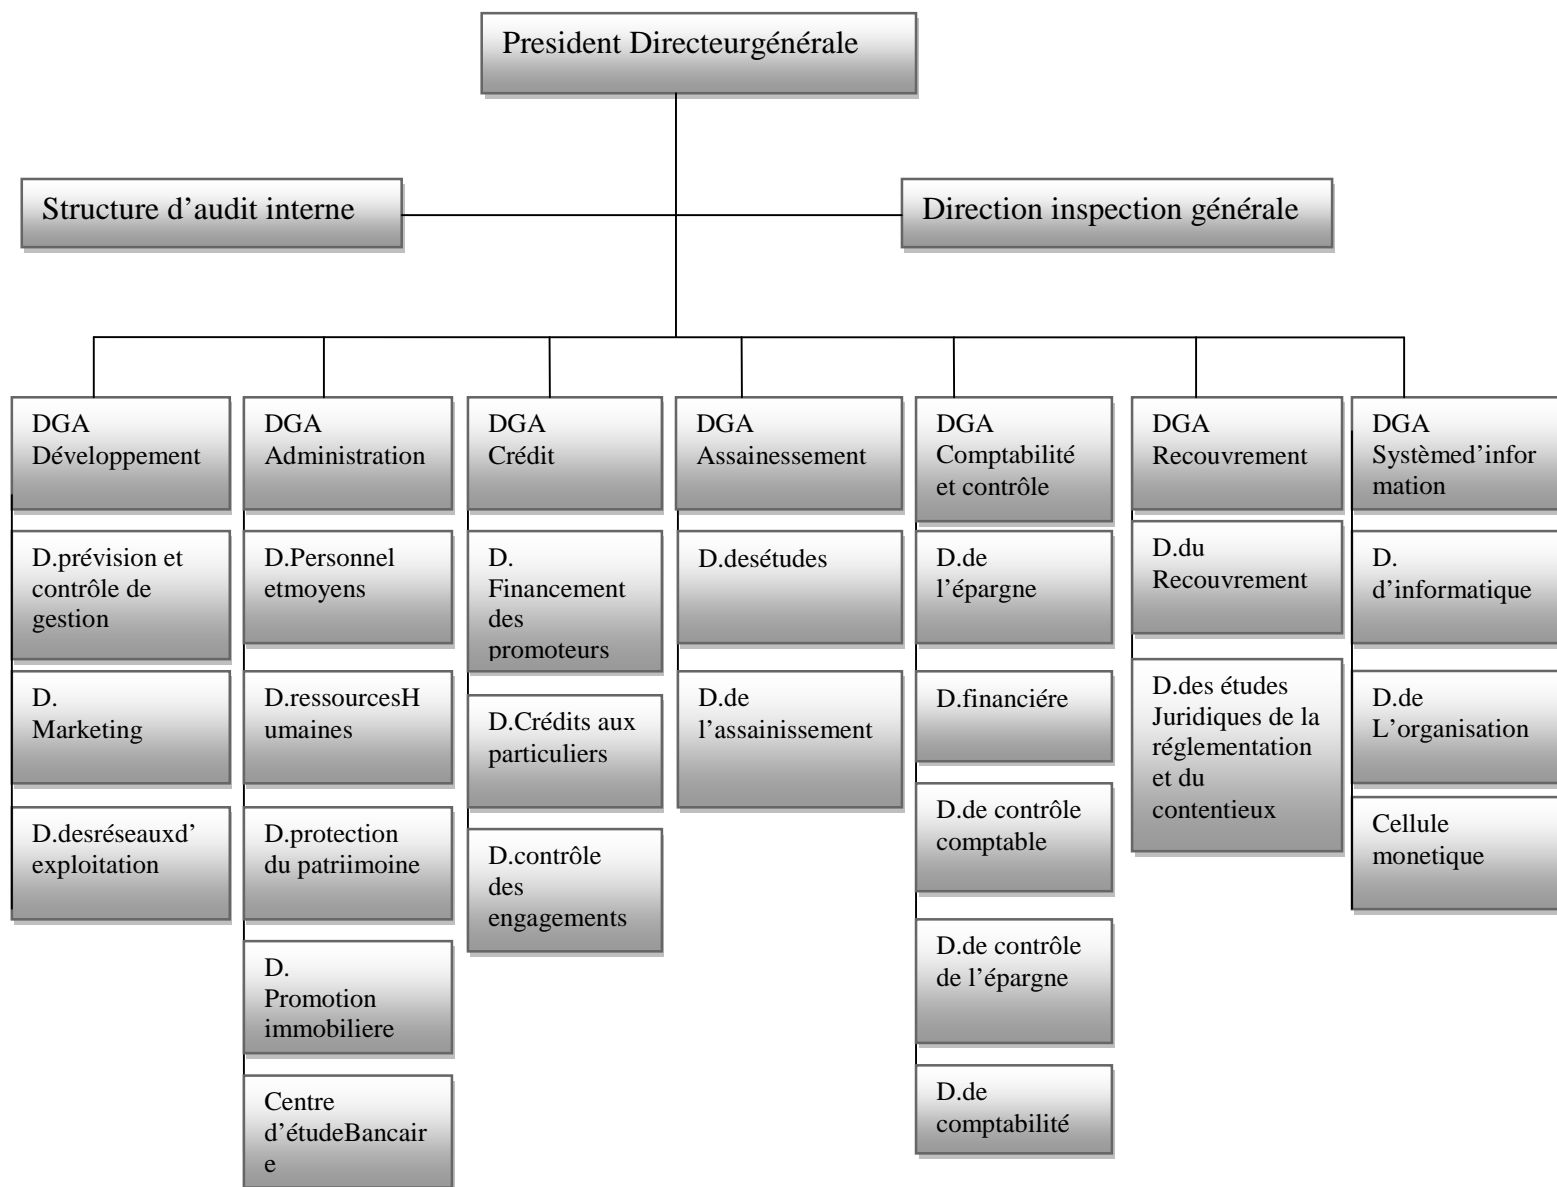 President Directeurgénérale
Structure d’audit interne
Direction inspection générale
DGA
Développement
D.prévision et
contrôle de
gestion
D.
Marketing
D.desréseauxd’
exploitation
DGA
Administration
D.Personnel
etmoyens
D.ressourcesH
umaines
D.protection
du patriimoine
D.
Promotion
immobiliere
Centre
d’étudeBancair
e
DGA
Crédit
D.
Financement
des
promoteurs
D.Crédits aux
particuliers
D.contrôle
des
engagements
DGA
Assainessement
D.desétudes
D.de
l’assainissement
DGA
Comptabilité
et contrôle
D.de
l’épargne
D.financiére
D.de contrôle
comptable
D.de contrôle
de l’épargne
D.de
comptabilité
DGA
Recouvrement
D.du
Recouvrement
D.des études
Juridiques de la
réglementation
et du
contentieux
DGA
Systèmed’infor
mation
D.
d’informatique
D.de
L’organisation
Cellule
monetique